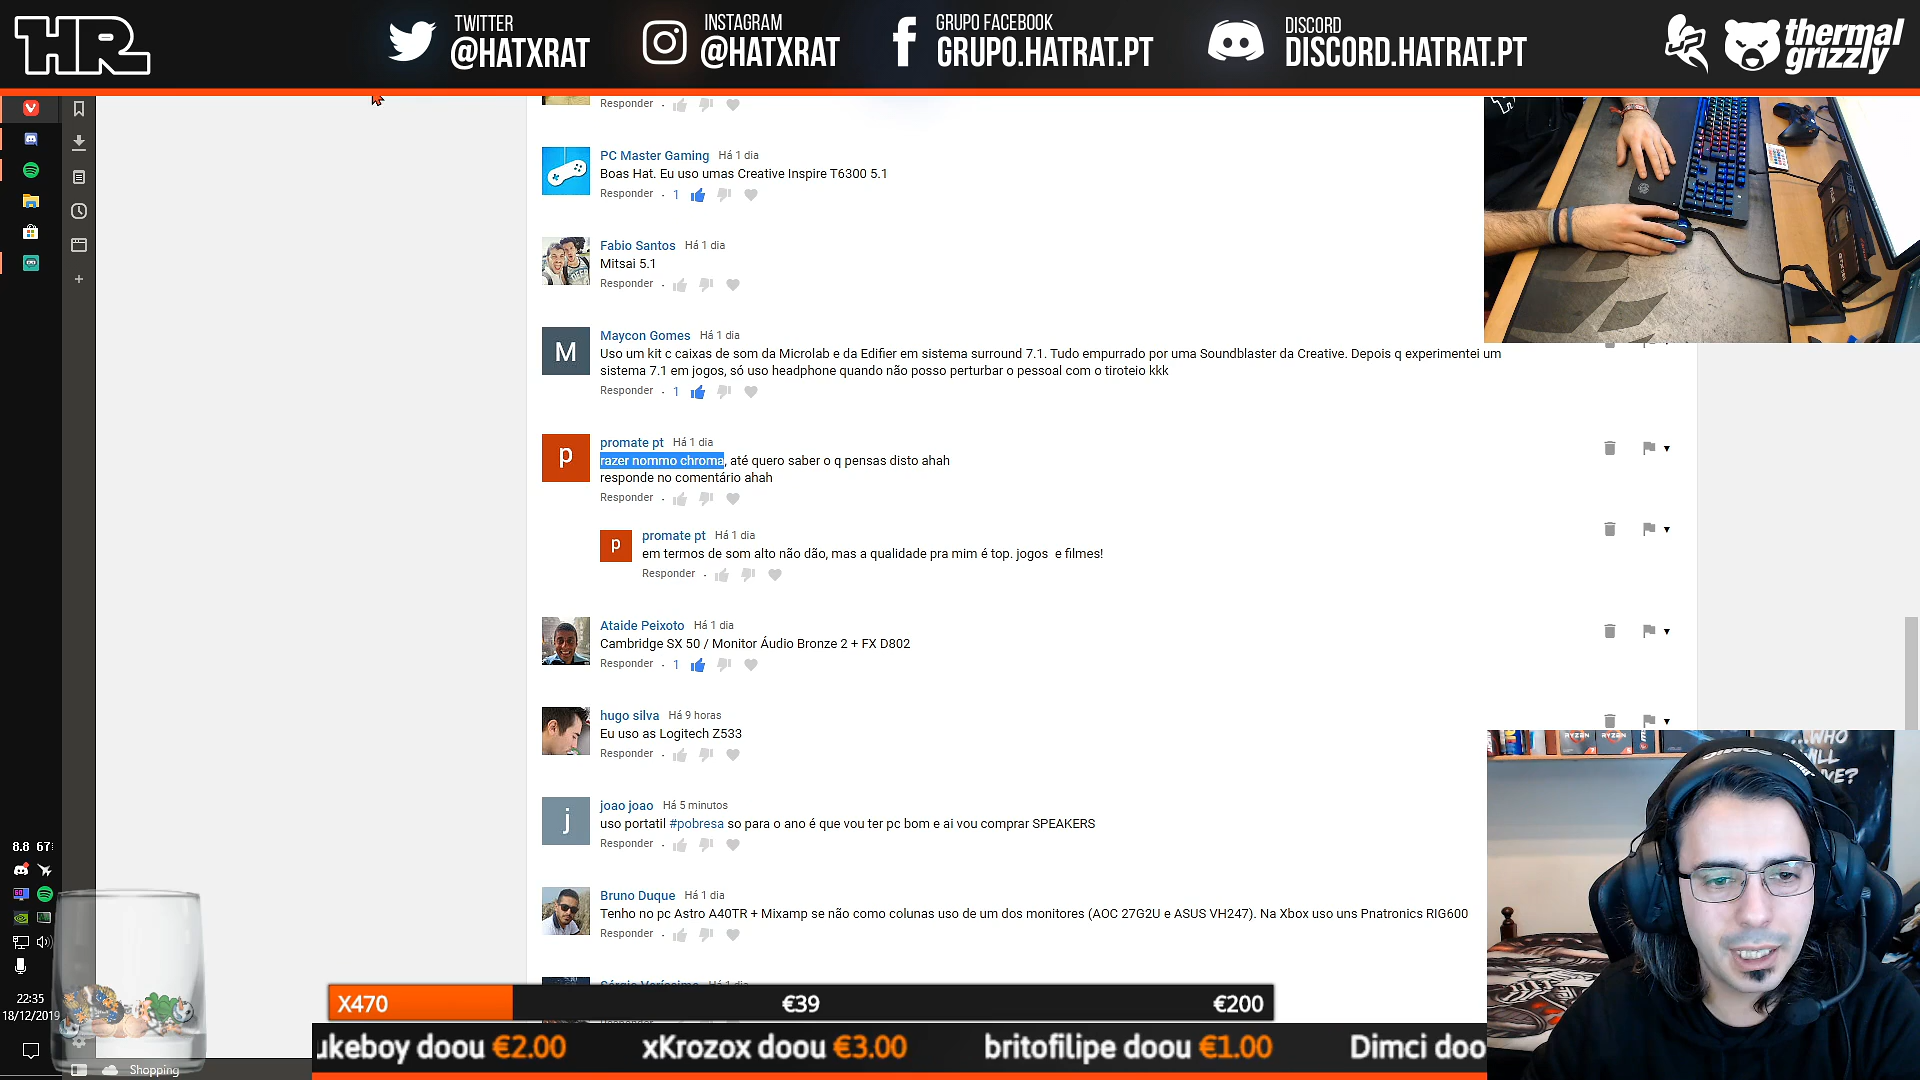 HR
TWITTER
@HATXRAT
INSTAGRAM
@HATXRAT
GRUPO FACEBOOK
GRUPO.HATRAT.PT
DISCORD
DISCORD.HATRAT.PT
thermal
grizzly
Responder
PC Master Gaming Há 1 dia
Boas Hat. Eu uso umas Creative Inspire T6300 5.1
Responder 1
Fabio Santos Há 1 dia
Mitsai 5.1
Responder
M
Maycon Gomes Há 1 dia
Uso um kit c caixas de som da Microlab e da Edifier em sistema surround 7.1. Tudo empurrado por uma Soundblaster da Creative. Depois q experimentei um
sistema 7.1 em jogos, só uso headphone quando não posso perturbar o pessoal com o tiroteio kkk
Responder 1
p
promate pt Há 1 dia
razer nommo chroma, até quero saber o q pensas disto ahah
responde no comentário ahah
Responder
p
promate pt Há 1 dia
em termos de som alto não dão, mas a qualidade pra mim é top. jogos e filmes!
Responder
Ataide Peixoto Há 1 dia
Cambridge SX 50 / Monitor Áudio Bronze 2 + FX D802
Responder 1
hugo silva Há 9 horas
Eu uso as Logitech Z533
Responder
j
joao joao Há 5 minutos
uso portatil #pobresa so para o ano é que vou ter pc bom e ai vou comprar SPEAKERS
Responder
Bruno Duque Há 1 dia
Tenho no pc Astro A40TR + Mixamp se não como colunas uso de um dos monitores (AOC 27G2U e ASUS VH247). Na Xbox uso uns Pnatronics RIG600
Responder
8.8 67
22:35
18/12/2019
Shopping
X470 €39 €200
ukeboy doou €2.00 xKrozox doou €3.00 britofilipe doou €1.00 Dimci doo
RYZEN RYZEN
...WHO